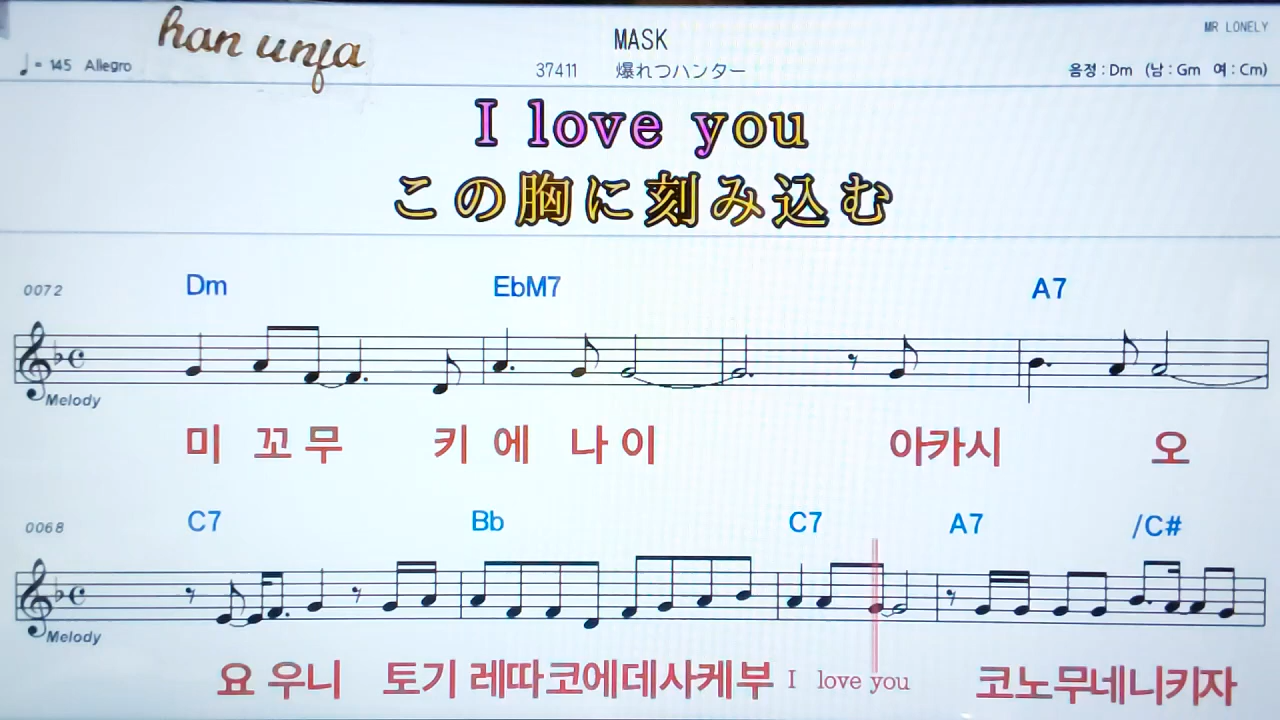 han unfa
MASK
MR LONELY
♩= 145 Allegro
37411 爆れつハンター
음정 : Dm (남 : Gm 여 : Cm)
I love you
この胸に刻み込む
0072
Dm EbM7 A7
Melody
미 꼬 무 키 에 나 이 아카시 오
0068
C7 Bb C7 A7 /C#
Melody
요 우니 토기 레따코에데사케부 I love you 코노무네니키자